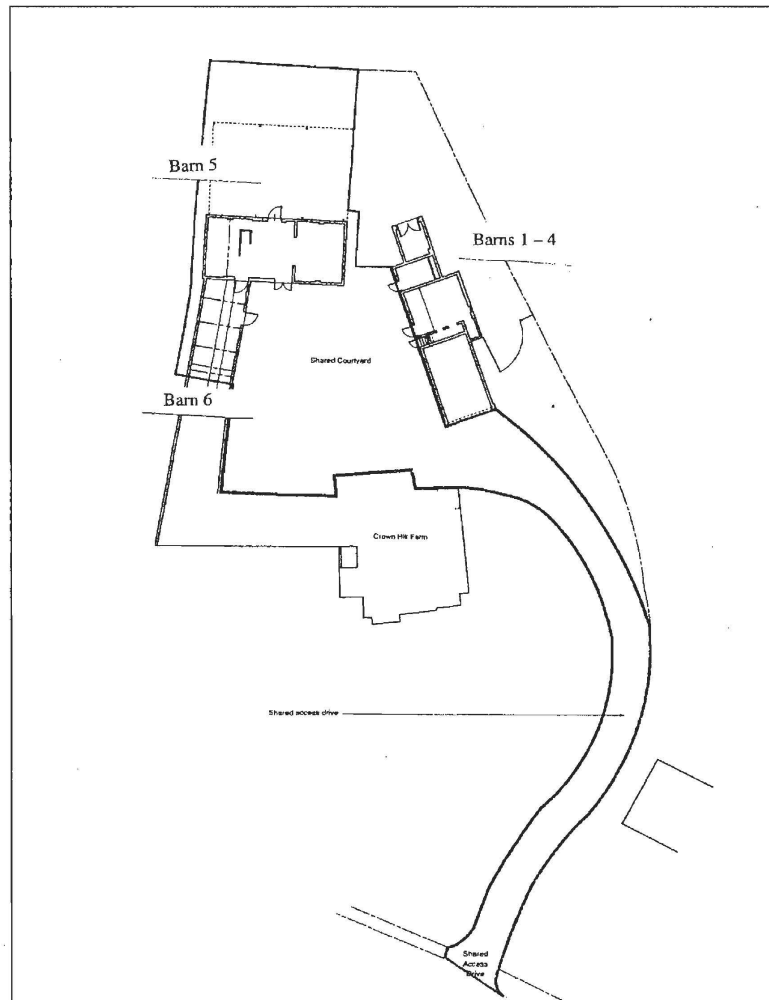 Barn 5
Barns 1 – 4
Shared Courtyard
Barn 6
Crown Hill Farm
Shared access drive
Shared
Access
Drive